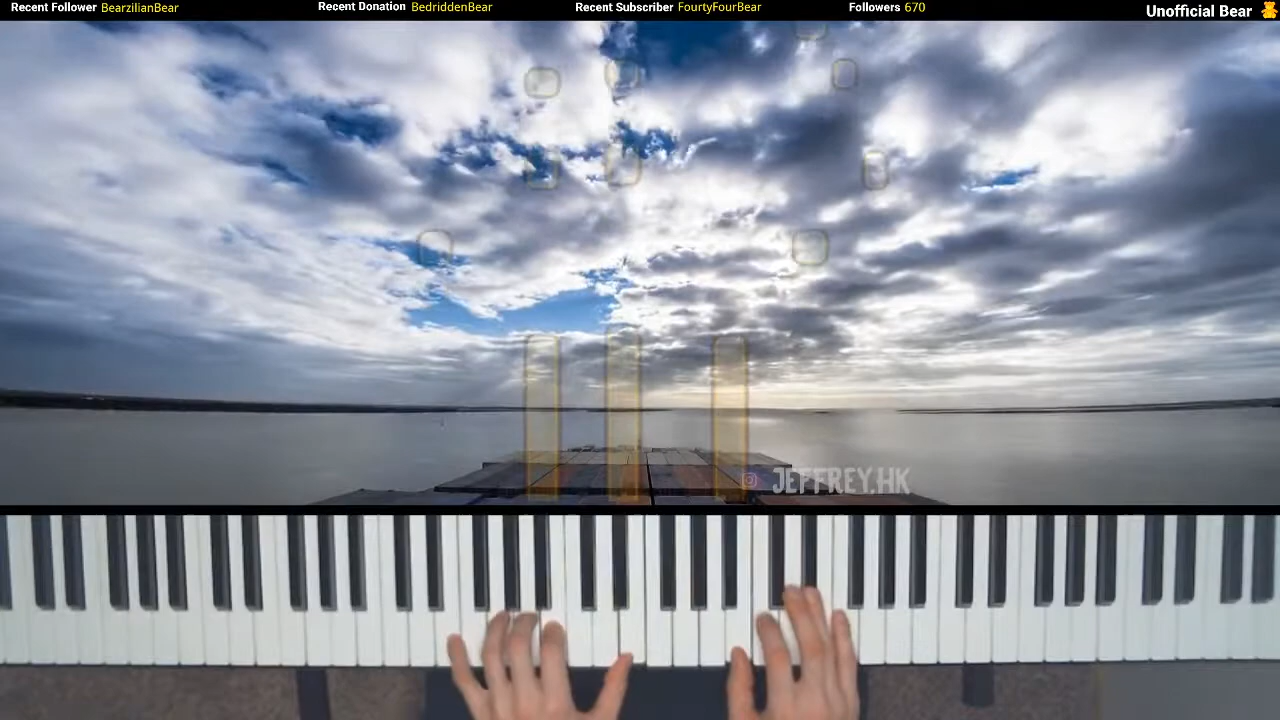 Recent Follower BearzilianBear
Recent Donation BedriddenBear
Recent Subscriber FourtyFourBear
Followers 670
Unofficial Bear
JEFFREY.HK